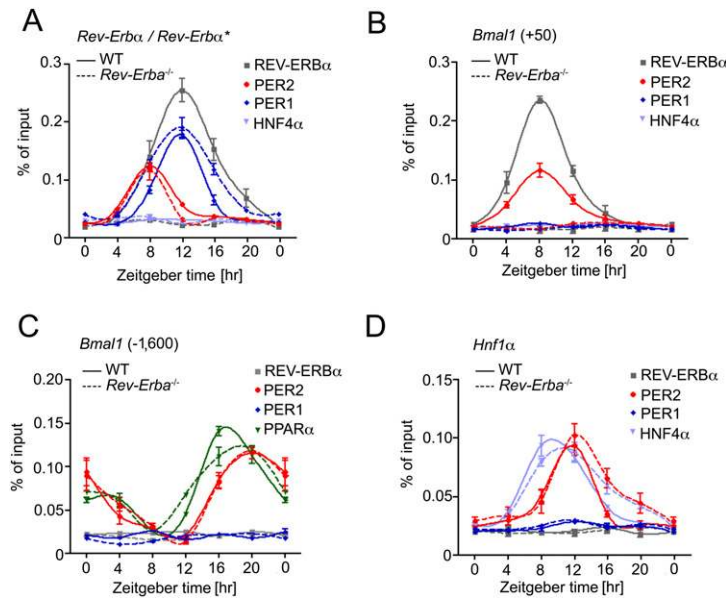 A
Rev-Erbα / Rev-Erbα*
WT
Rev-Erba-/-
REV-ERBα
PER2
PER1
HNF4α
% of input
0.3
0.2
0.1
0
0 4 8 12 16 20 0
Zeitgeber time [hr]
B
Bmal1 (+50)
WT
Rev-Erba-/-
REV-ERBα
PER2
PER1
HNF4α
% of input
0.3
0.2
0.1
0
0 4 8 12 16 20 0
Zeitgeber time [hr]
C
Bmal1 (-1,600)
WT
Rev-Erba-/-
REV-ERBα
PER2
PER1
PPARα
% of input
0.20
0.15
0.10
0.05
0
0 4 8 12 16 20 0
Zeitgeber time [hr]
D
Hnf1α
WT
Rev-Erba-/-
REV-ERBα
PER2
PER1
HNF4α
% of input
0.15
0.10
0.05
0
0 4 8 12 16 20 0
Zeitgeber time [hr]